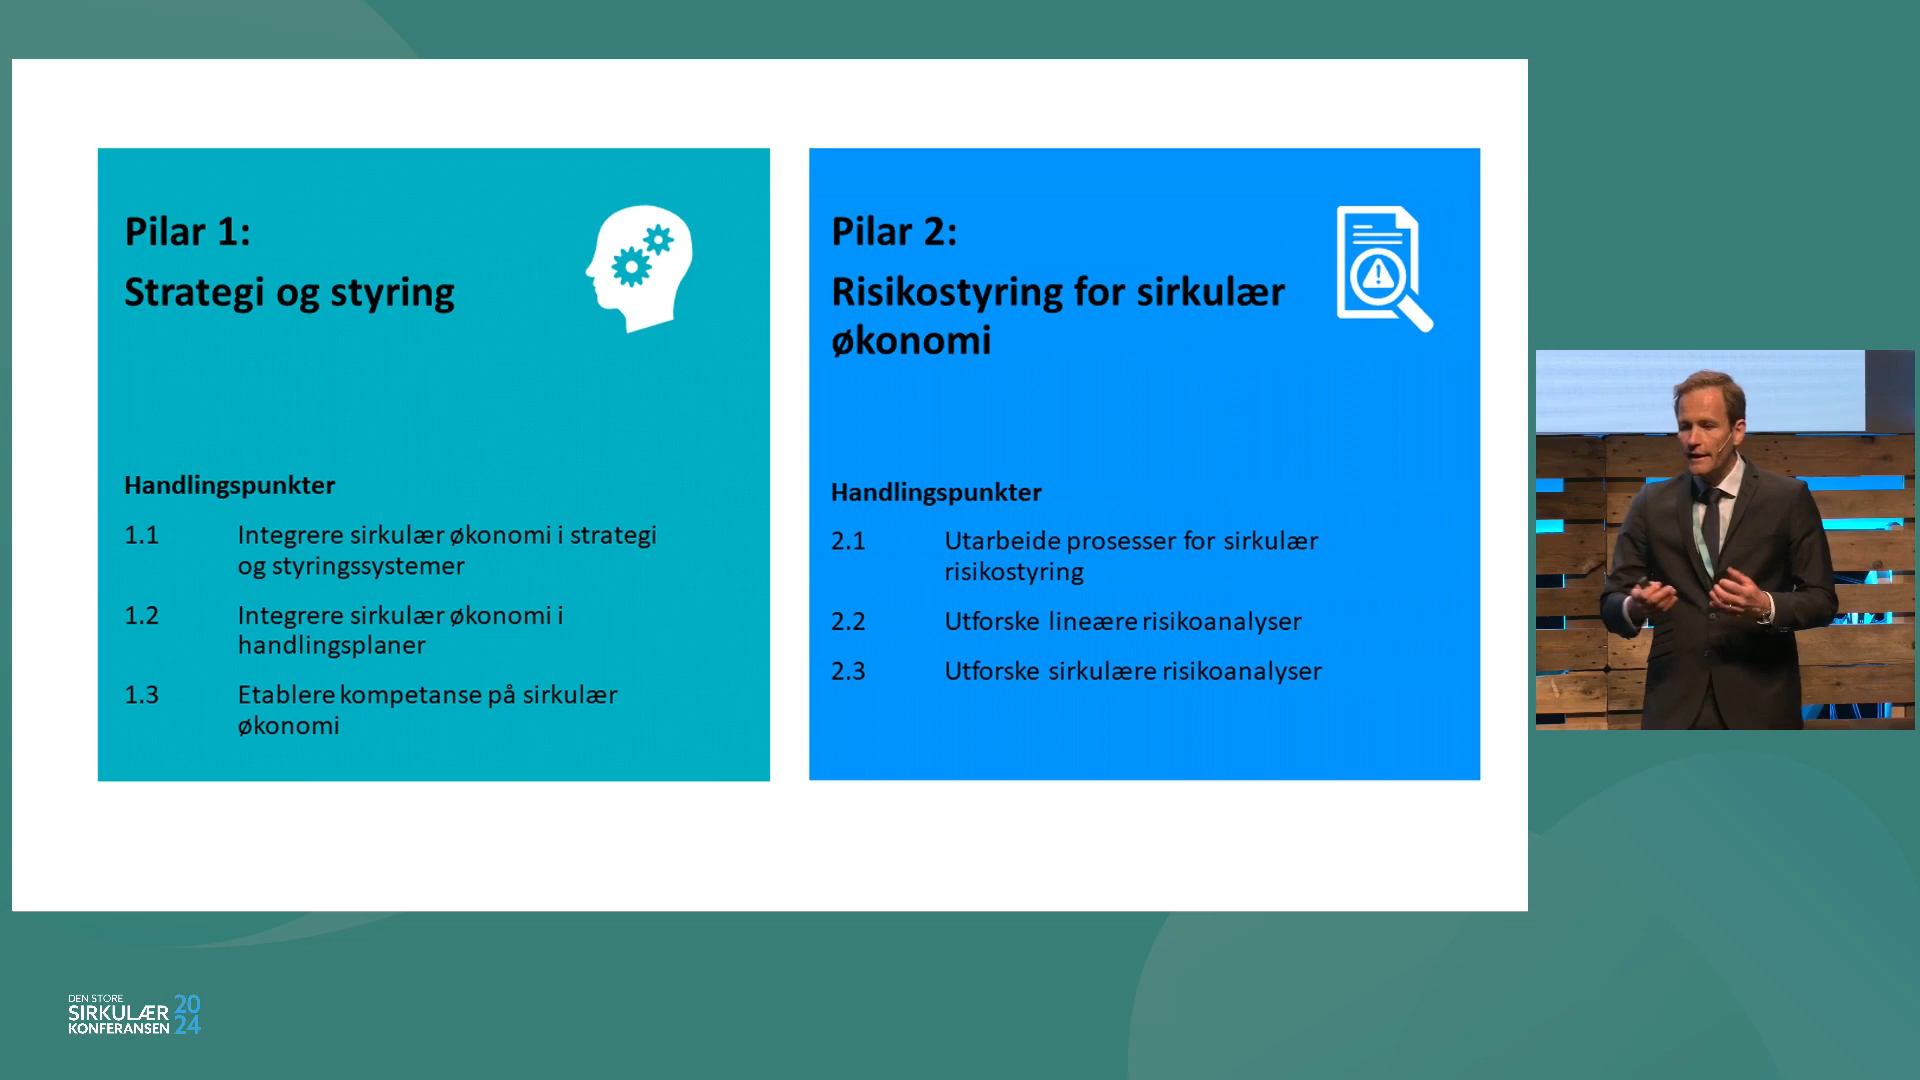 Pilar 1:
Strategi og styring
Handlingspunkter
1.1 Integrere sirkulær økonomi i strategi
og styringssystemer
1.2 Integrere sirkulær økonomi i
handlingsplaner
1.3 Etablere kompetanse på sirkulær
økonomi
Pilar 2:
Risikostyring for sirkulær
økonomi
Handlingspunkter
2.1 Utarbeide prosesser for sirkulær
risikostyring
2.2 Utforske lineære risikoanalyser
2.3 Utforske sirkulære risikoanalyser
DEN STORE
SIRKULÆR 20
KONFERANSEN 24